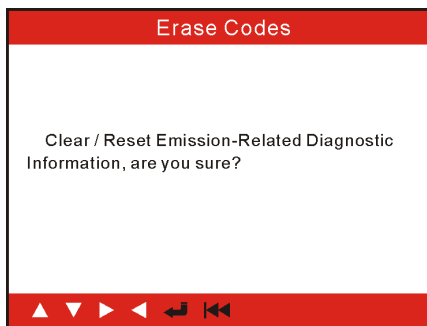 Erase Codes
Clear / Reset Emission-Related Diagnostic
Information, are you sure?